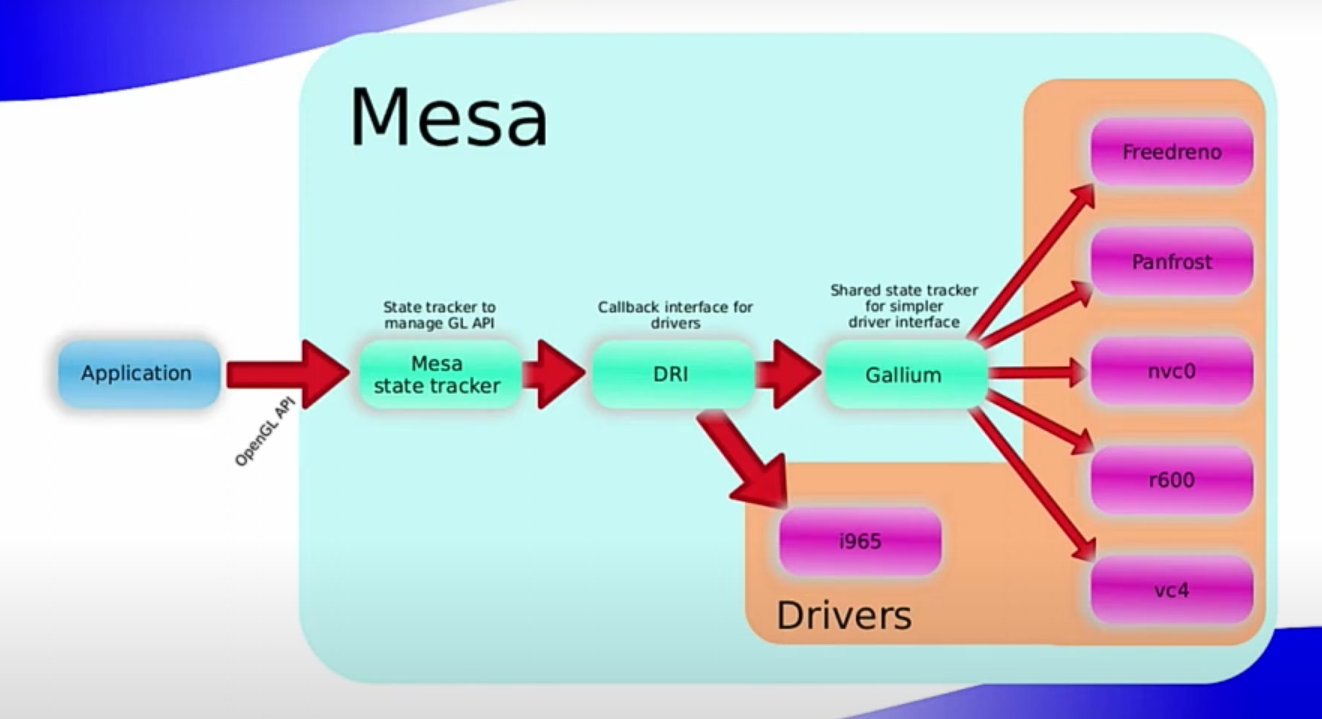 Mesa
Application
OpenGL API
State tracker to
manage GL API
Mesa
state tracker
Callback interface for
drivers
DRI
Shared state tracker
for simpler
driver interface
Gallium
Freedreno
Panfrost
nvc0
r600
vc4
i965
Drivers